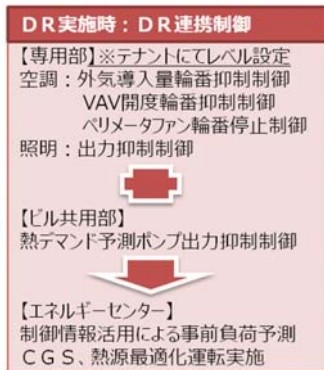 DR実施時:DR連携制御
【専用部】※テナントにてレベル設定
空調:外気導入量輪番抑制制御
VAV開度輪番抑制制御
ペリメータファン輪番停止制御
照明:出力抑制制御
【ビル共用部】
熱デマンド予測ポンプ出力抑制制御
【エネルギーセンター】
制御情報活用による事前負荷予測
CGS、熱源最適化運転実施